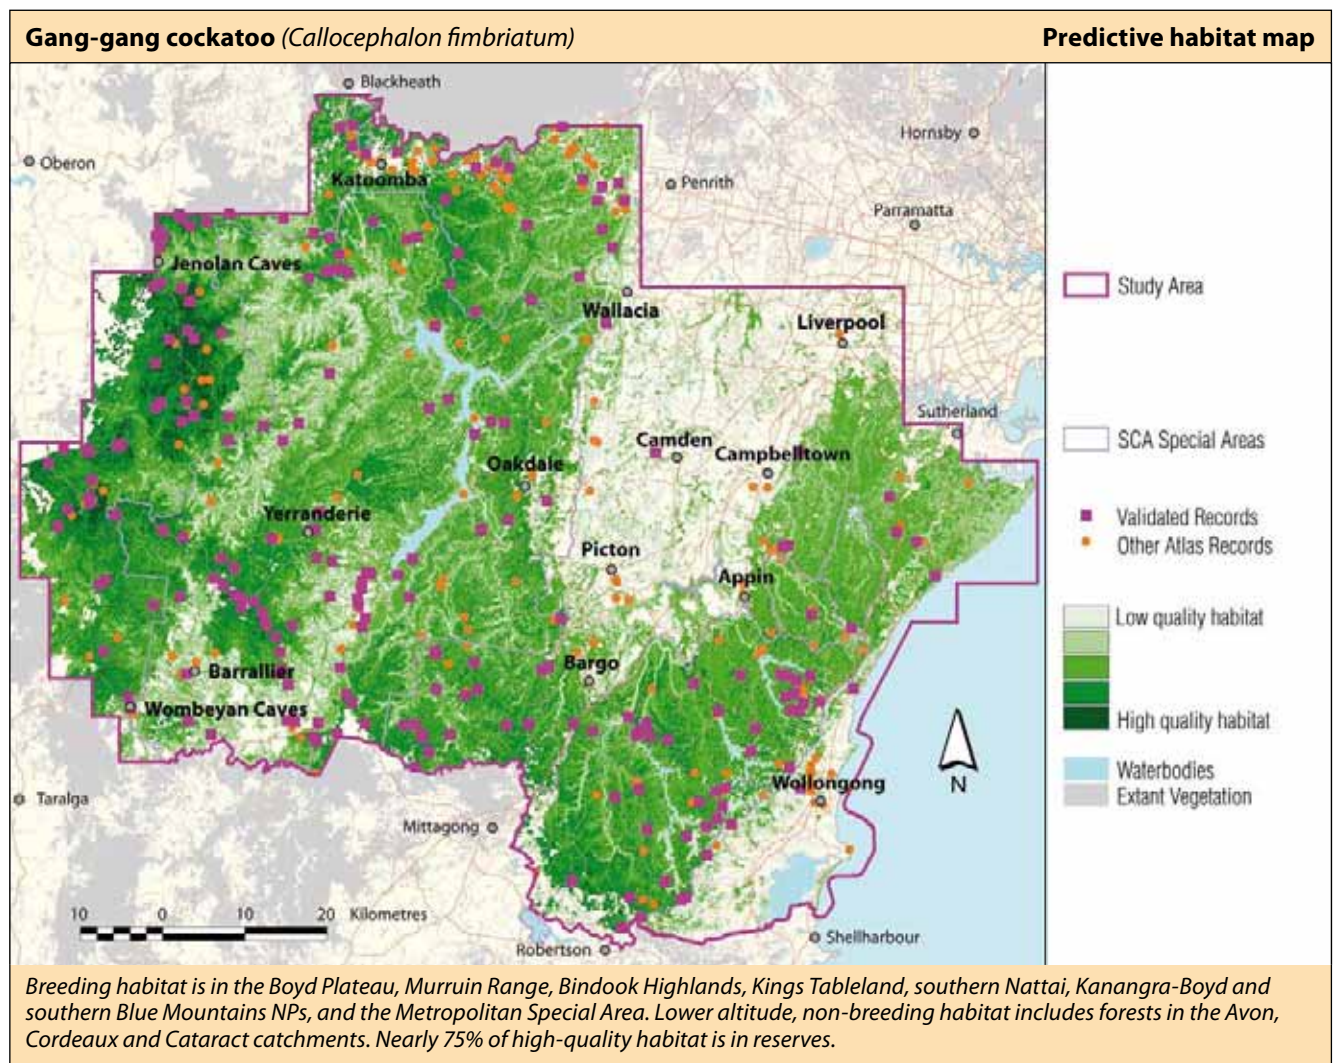 Gang-gang cockatoo (Callocephalon fimbriatum) Predictive habitat map
Blackheath
Hornsby
Oberon
Katoomba
Penrith
Parramatta
Jenolan Caves
Wallacia
Liverpool
Sutherland
Camden
Campbelltown
Oakdale
Yerranderie
Picton
Appin
Barrallier
Bargo
Wombeyan Caves
Wollongong
Taralga
Mittagong
N
10 0 10 20 Kilometres
Robertson
Shellharbour
Study Area
SCA Special Areas
Validated Records
Other Atlas Records
Low quality habitat
High quality habitat
Waterbodies
Extant Vegetation
Breeding habitat is in the Boyd Plateau, Murruin Range, Bindook Highlands, Kings Tableland, southern Nattai, Kanangra-Boyd and
southern Blue Mountains NPs, and the Metropolitan Special Area. Lower altitude, non-breeding habitat includes forests in the Avon,
Cordeaux and Cataract catchments. Nearly 75% of high-quality habitat is in reserves.